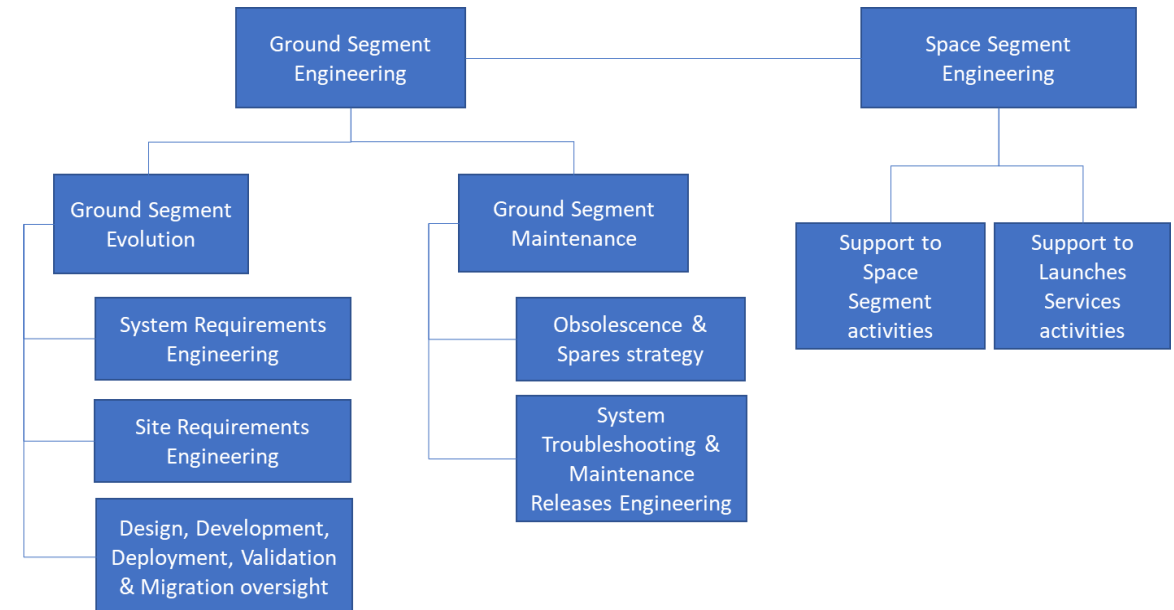 Ground Segment
Engineering
Space Segment
Engineering
Ground Segment
Evolution
Ground Segment
Maintenance
Support to
Space
Segment
activities
Support to
Launches
Services
activities
System Requirements
Engineering
Obsolescence &
Spares strategy
Site Requirements
Engineering
System
Troubleshooting &
Maintenance
Releases Engineering
Design, Development,
Deployment, Validation
& Migration oversight